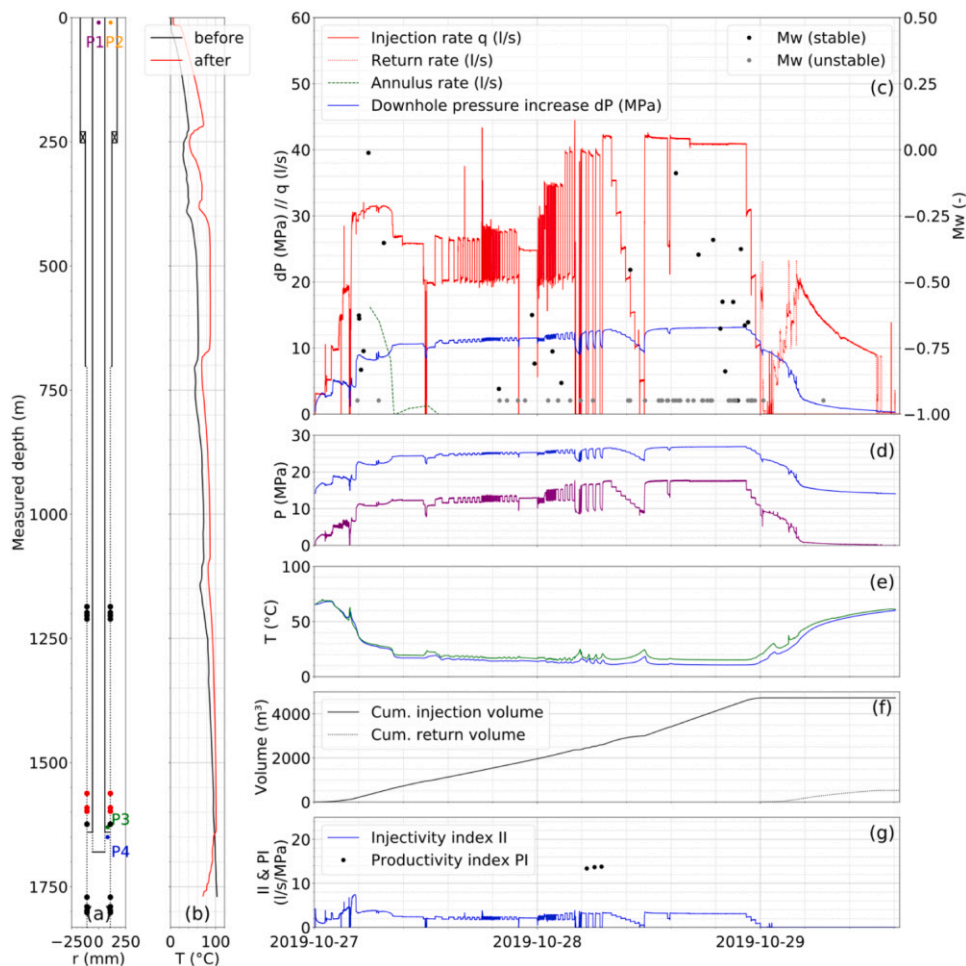 0
250
500
750
1000
1250
1500
1750
Measured depth (m)
P1
P2
P3
P4
(a)
−2500
250
r (mm)
before
after
(b)
0
100
T (°C)
60
50
40
30
20
10
0
dP (MPa) // q (l/s)
Injection rate q (l/s)
Return rate (l/s)
Annulus rate (l/s)
Downhole pressure increase dP (MPa)
Mw (stable)
Mw (unstable)
(c)
0.50
0.25
0.00
−0.25
−0.50
−0.75
−1.00
Mw (-)
30
20
10
0
P (MPa)
(d)
100
50
0
T (°C)
(e)
4000
2000
0
Volume (m³)
Cum. injection volume
Cum. return volume
(f)
20
10
0
II & PI
(l/s/MPa)
Injectivity index II
Productivity index PI
(g)
2019-10-27
2019-10-28
2019-10-29